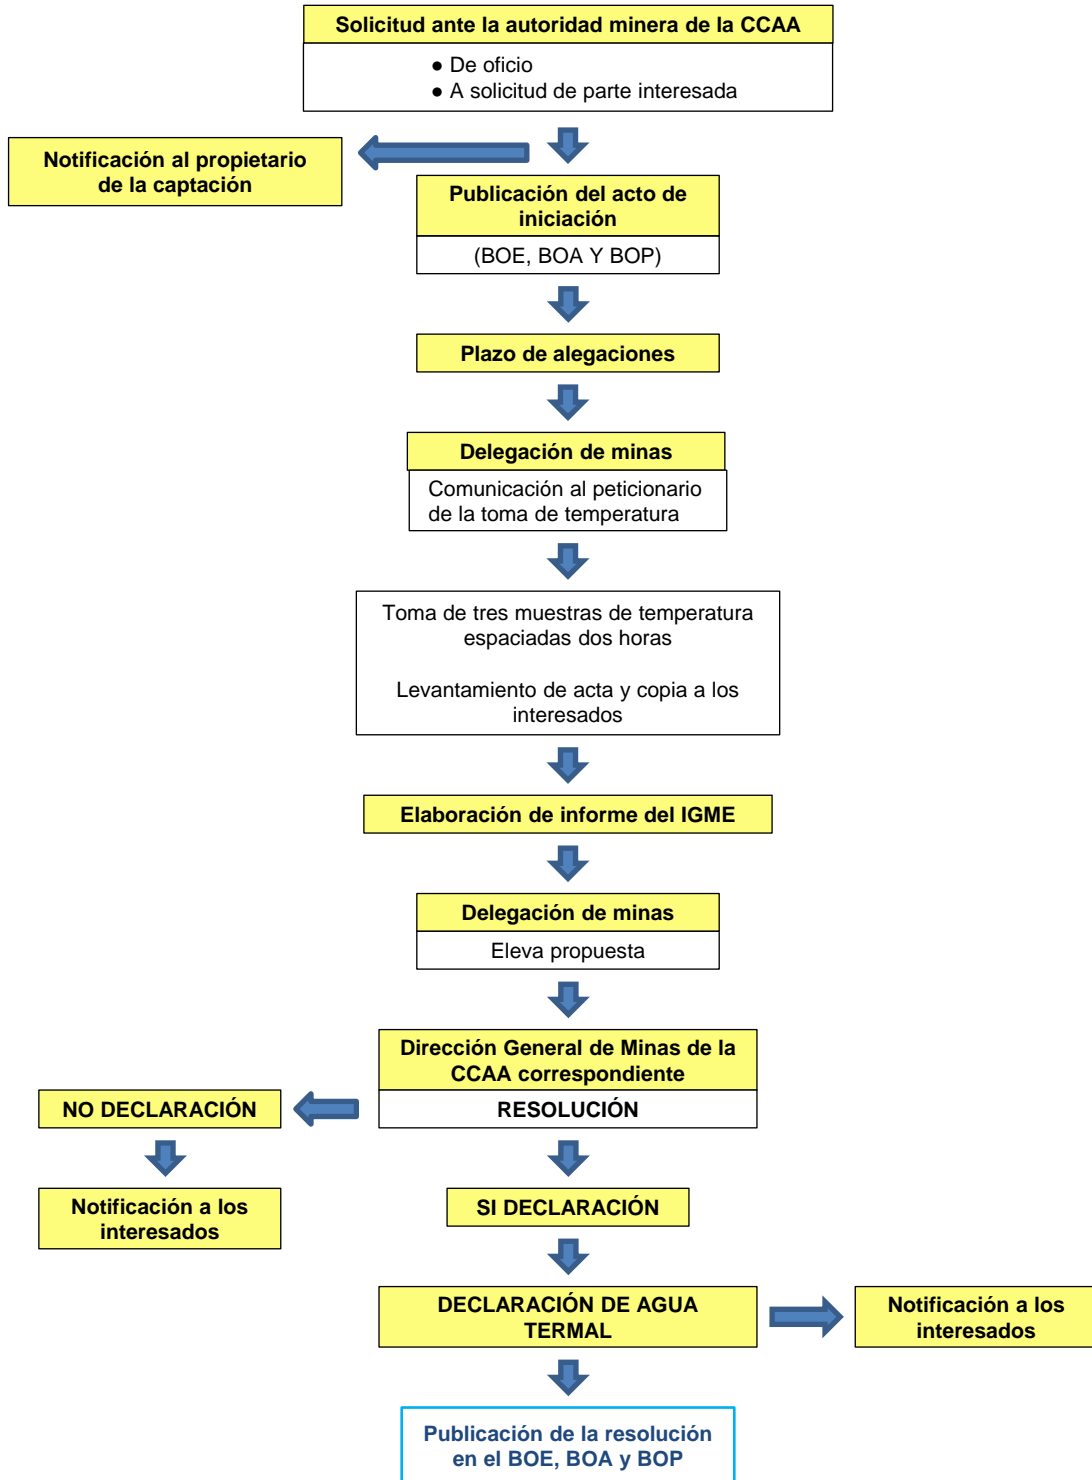 Solicitud ante la autoridad minera de la CCAA
● De oficio
● A solicitud de parte interesada
Notificación al propietario
de la captación
Publicación del acto de
iniciación
(BOE, BOA Y BOP)
Plazo de alegaciones
Delegación de minas
Comunicación al peticionario
de la toma de temperatura
Toma de tres muestras de temperatura
espaciadas dos horas
Levantamiento de acta y copia a los
interesados
Elaboración de informe del IGME
Delegación de minas
Eleva propuesta
Dirección General de Minas de la
CCAA correspondiente
RESOLUCIÓN
NO DECLARACIÓN
Notificación a los
interesados
SI DECLARACIÓN
DECLARACIÓN DE AGUA
TERMAL
Notificación a los
interesados
Publicación de la resolución
en el BOE, BOA y BOP